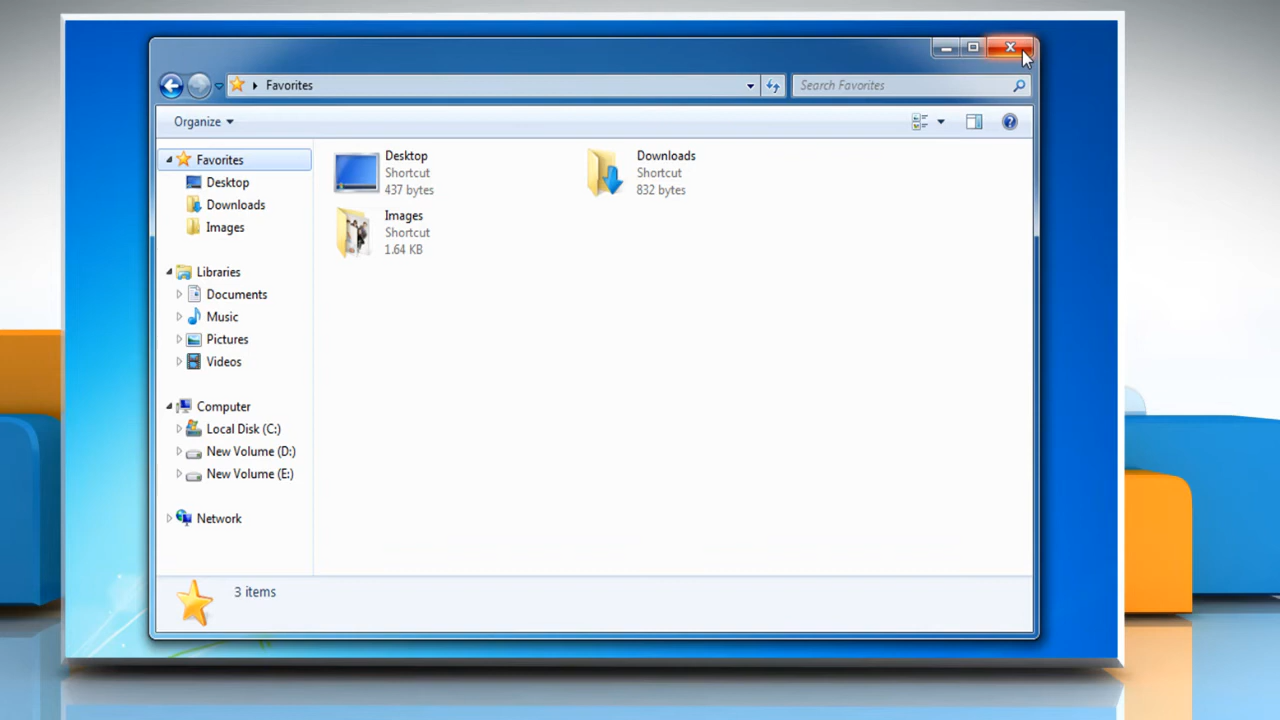 Favorites
Search Favorites
Organize
Favorites
Desktop
Downloads
Images
Libraries
Documents
Music
Pictures
Videos
Computer
Local Disk (C:)
New Volume (D:)
New Volume (E:)
Network
Desktop
Shortcut
437 bytes
Downloads
Shortcut
832 bytes
Images
Shortcut
1.64 KB
3 items